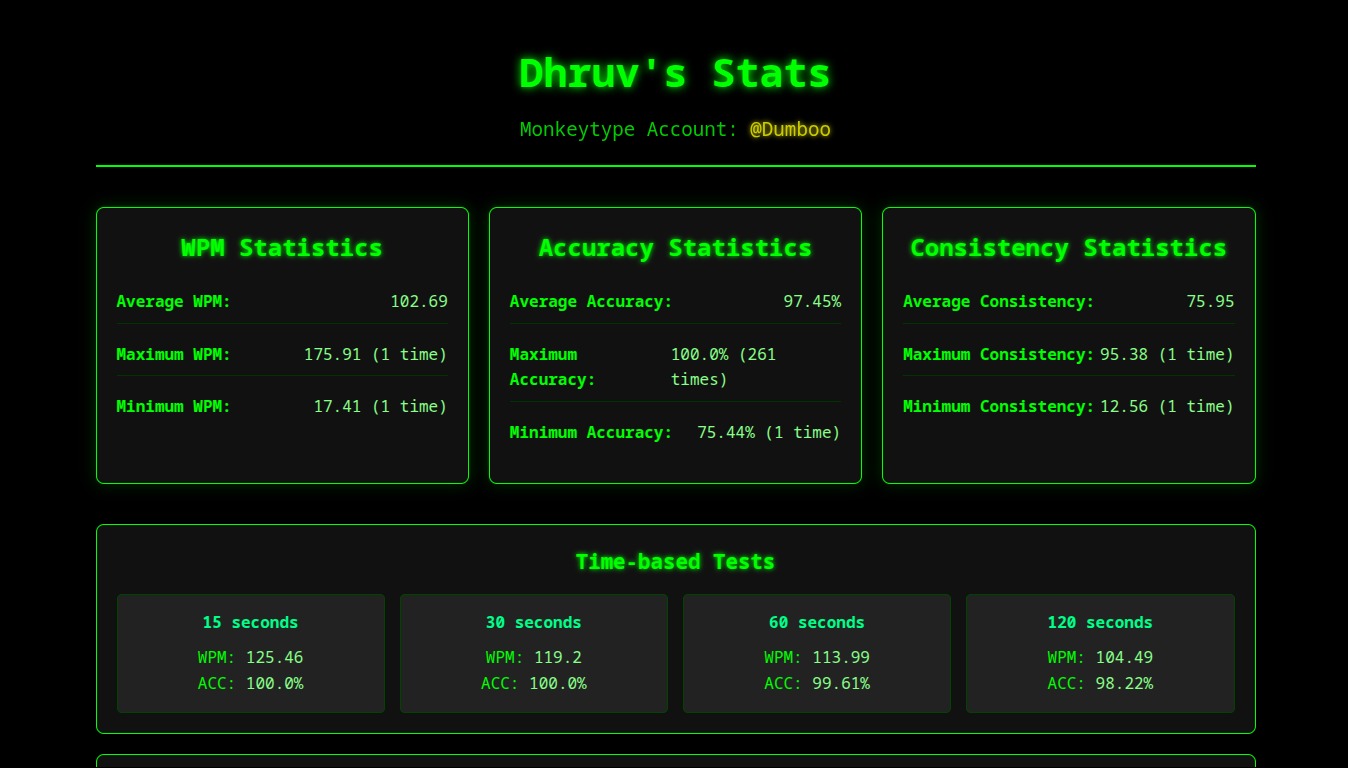 Dhruv's Stats
Monkeytype Account: @Dumboo
WPM Statistics
Average WPM: 102.69
Maximum WPM: 175.91 (1 time)
Minimum WPM: 17.41 (1 time)
Accuracy Statistics
Average Accuracy: 97.45%
Maximum Accuracy: 100.0% (261 times)
Minimum Accuracy: 75.44% (1 time)
Consistency Statistics
Average Consistency: 75.95
Maximum Consistency: 95.38 (1 time)
Minimum Consistency: 12.56 (1 time)
Time-based Tests
15 seconds
WPM: 125.46
ACC: 100.0%
30 seconds
WPM: 119.2
ACC: 100.0%
60 seconds
WPM: 113.99
ACC: 99.61%
120 seconds
WPM: 104.49
ACC: 98.22%